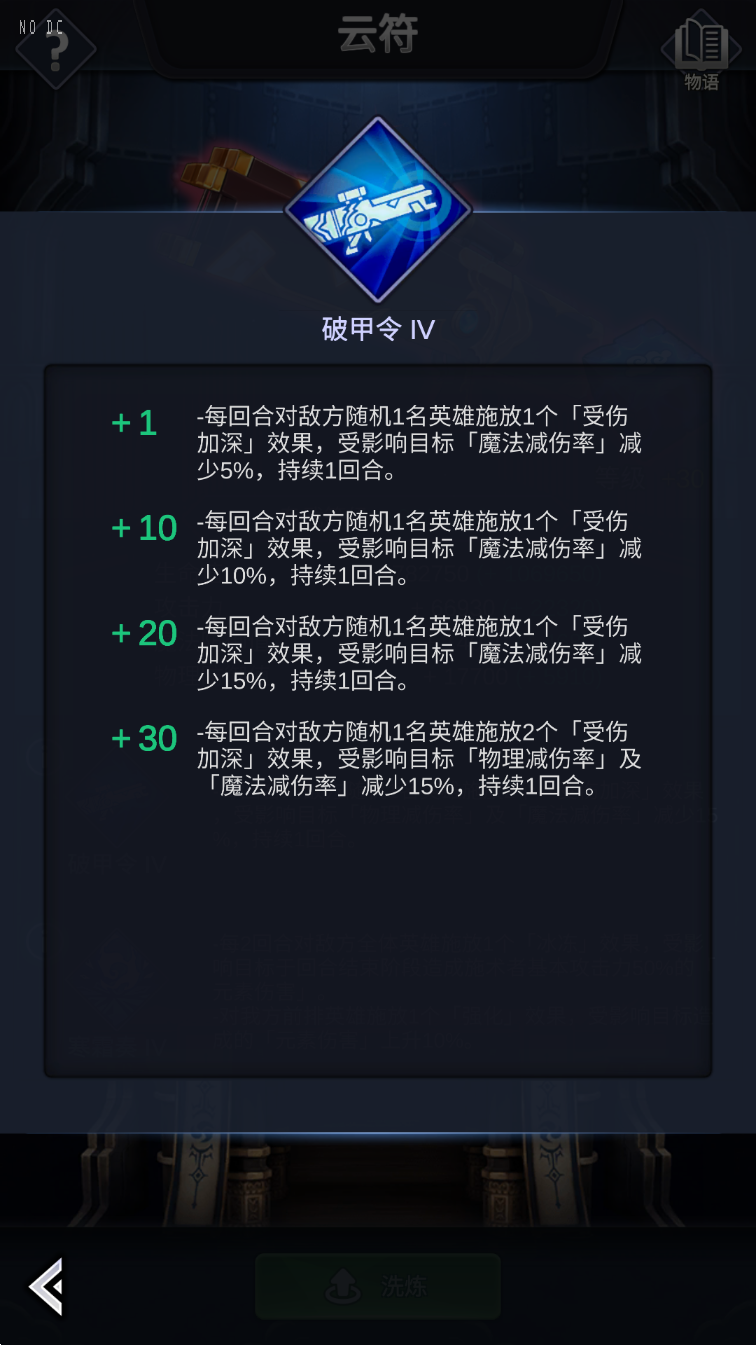 NO DC
云符
物语
破甲令 IV
+1
-每回合对敌方随机1名英雄施放1个「受伤
加深」效果，受影响目标「魔法减伤率」减
少5%，持续1回合。
+10
-每回合对敌方随机1名英雄施放1个「受伤
加深」效果，受影响目标「魔法减伤率」减
少10%，持续1回合。
+20
-每回合对敌方随机1名英雄施放1个「受伤
加深」效果，受影响目标「魔法减伤率」减
少15%，持续1回合。
+30
-每回合对敌方随机1名英雄施放2个「受伤
加深」效果，受影响目标「物理减伤率」及
「魔法减伤率」减少15%，持续1回合。
洗炼